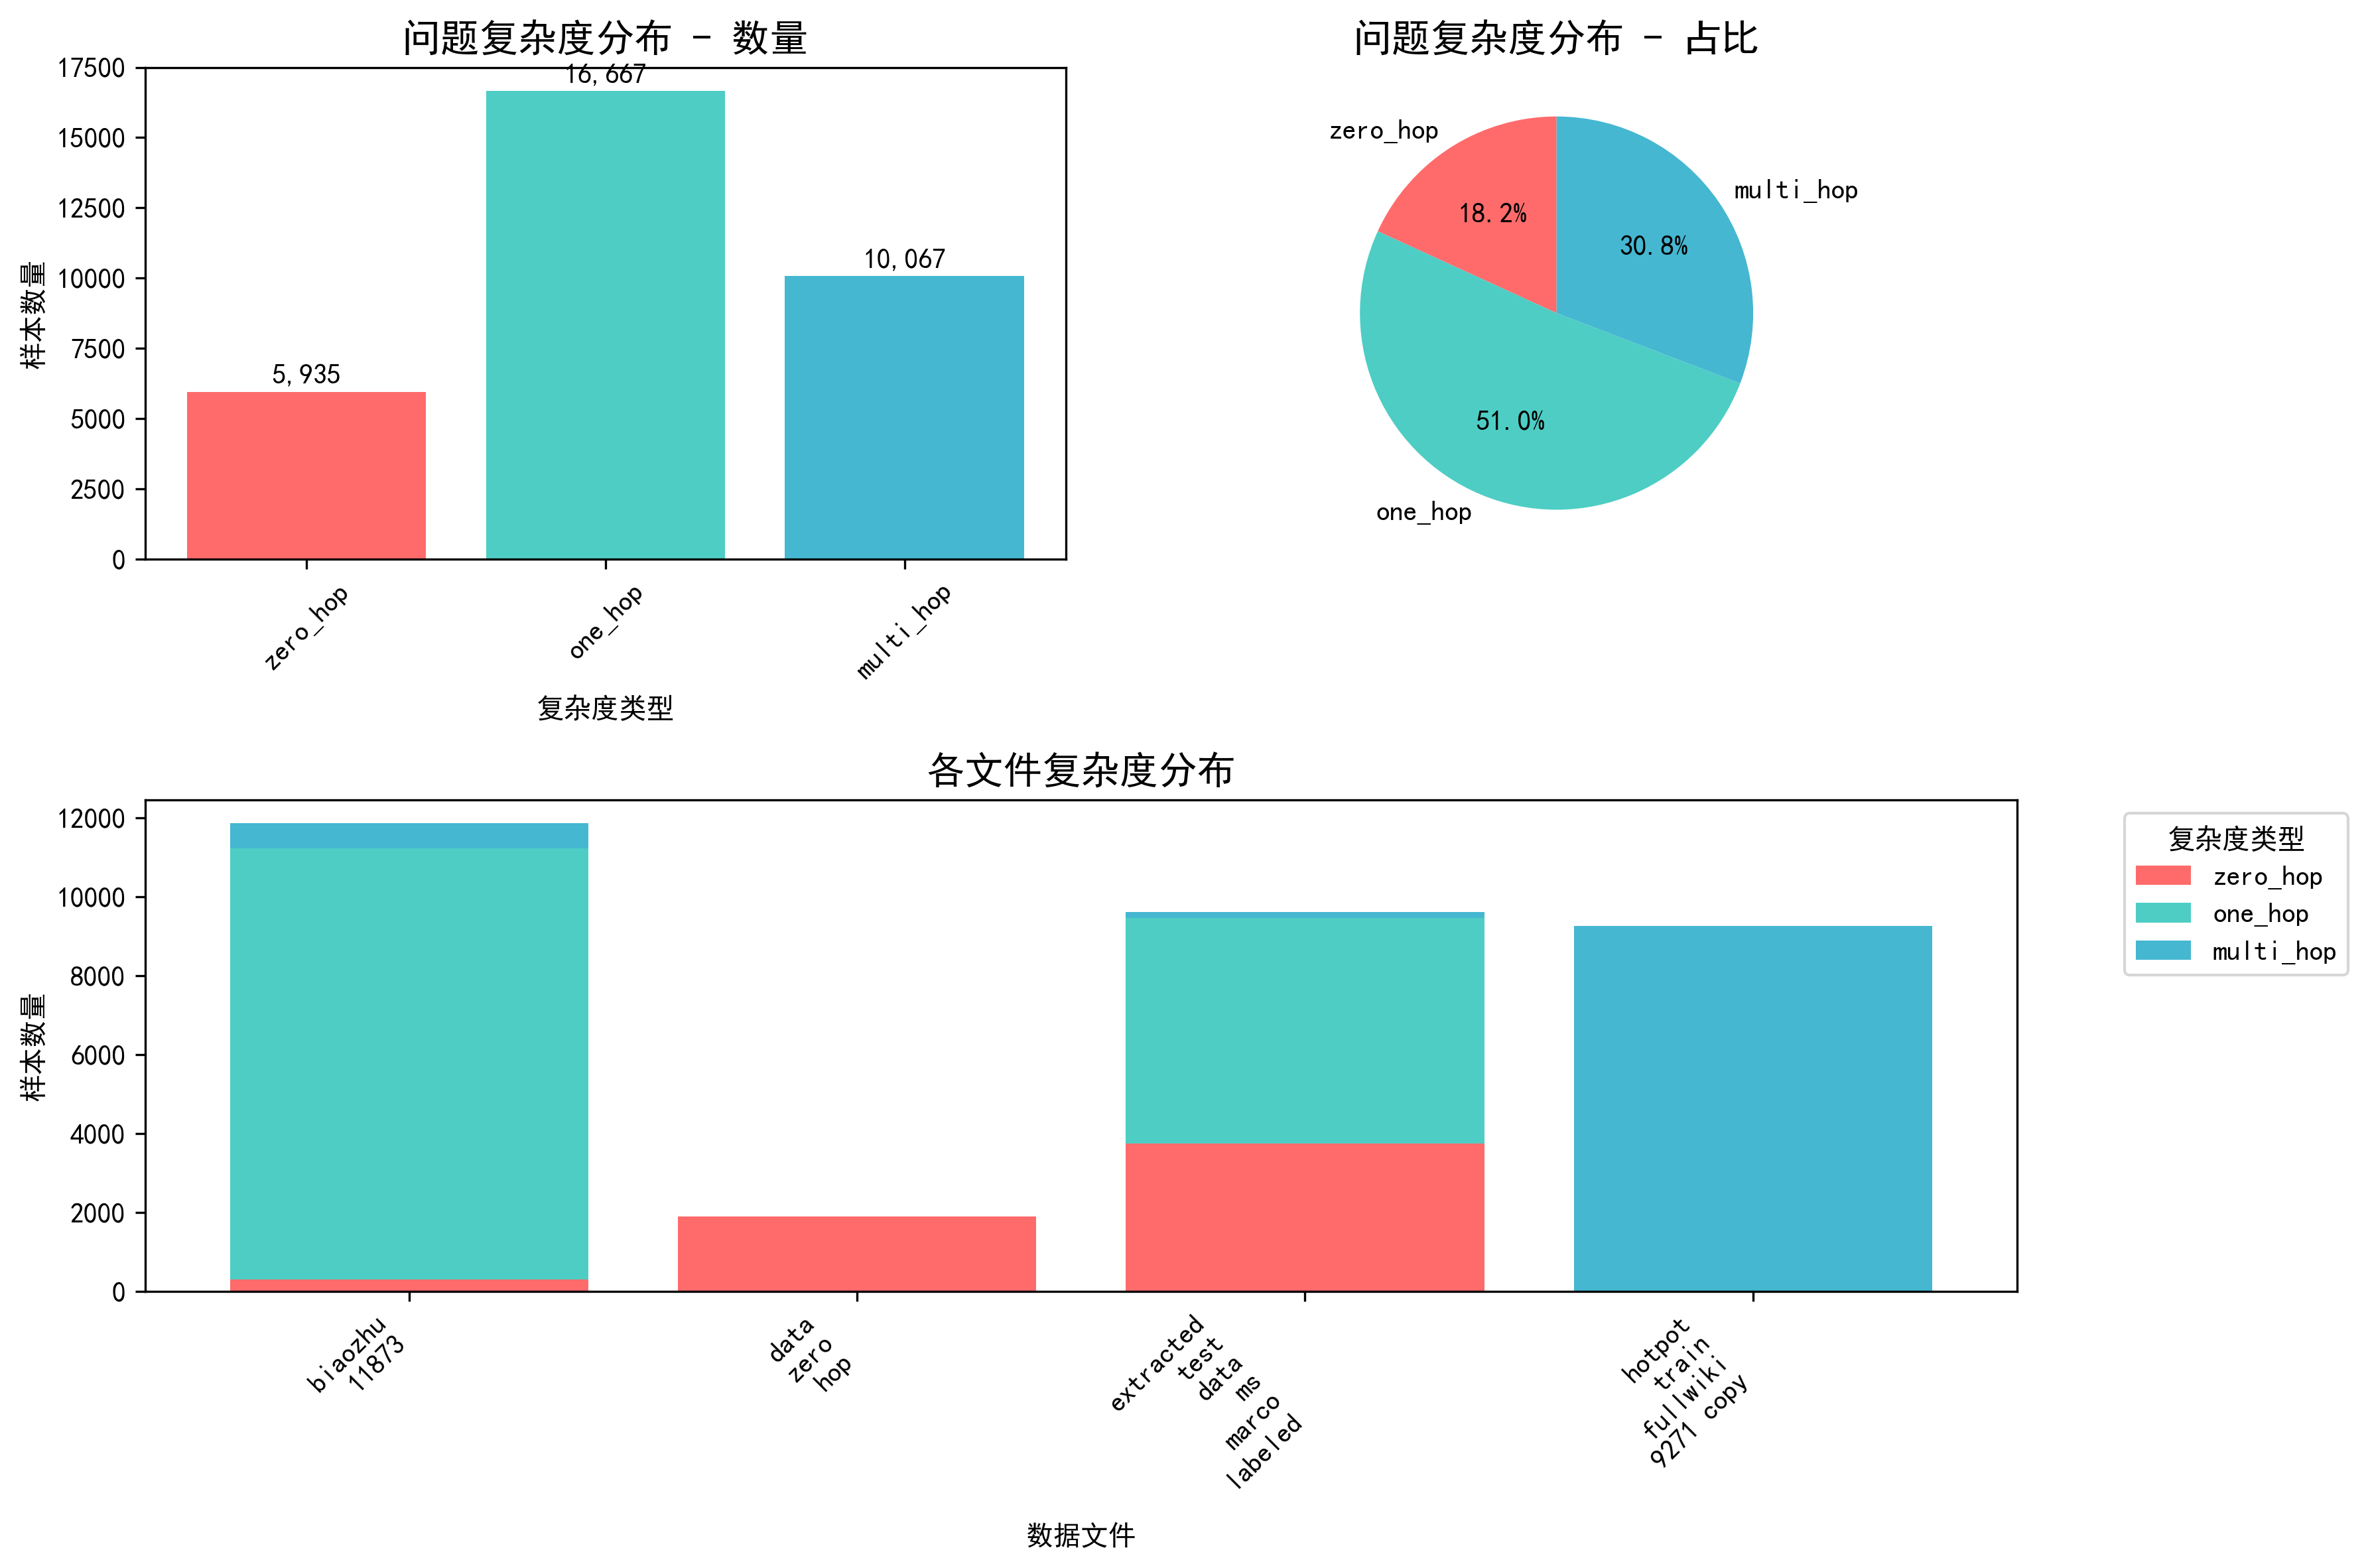 问题复杂度分布 - 数量
17500
15000
12500
10000
7500
5000
2500
0
样本数量
5,935
16,667
10,067
zero_hop
one_hop
multi_hop
复杂度类型
问题复杂度分布 - 占比
zero_hop
18.2%
multi_hop
30.8%
51.0%
one_hop
各文件复杂度分布
12000
10000
8000
6000
4000
2000
0
样本数量
biaozhu
11873
data
zero
hop
extracted
test
data
ms
marco
labeled
hotpot
train
fullwiki
9271 copy
数据文件
复杂度类型
zero_hop
one_hop
multi_hop